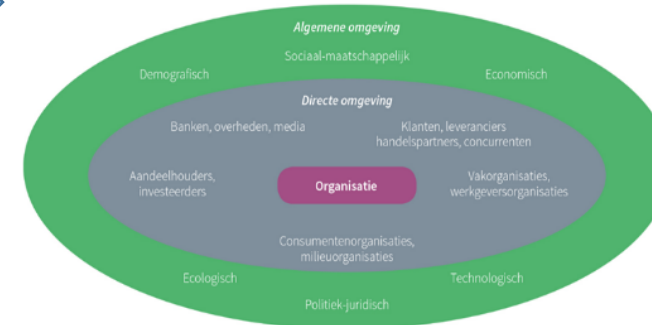 Algemene omgeving
Sociaal-maatschappelijk
Demografisch
Economisch
Directe omgeving
Banken, overheden, media
Klanten, leveranciers
handelspartners, concurrenten
Aandeelhouders,
investeerders
Organisatie
Vakorganisaties,
werkgeversorganisaties
Consumentenorganisaties,
milieuorganisaties
Ecologisch
Technologisch
Politiek-juridisch